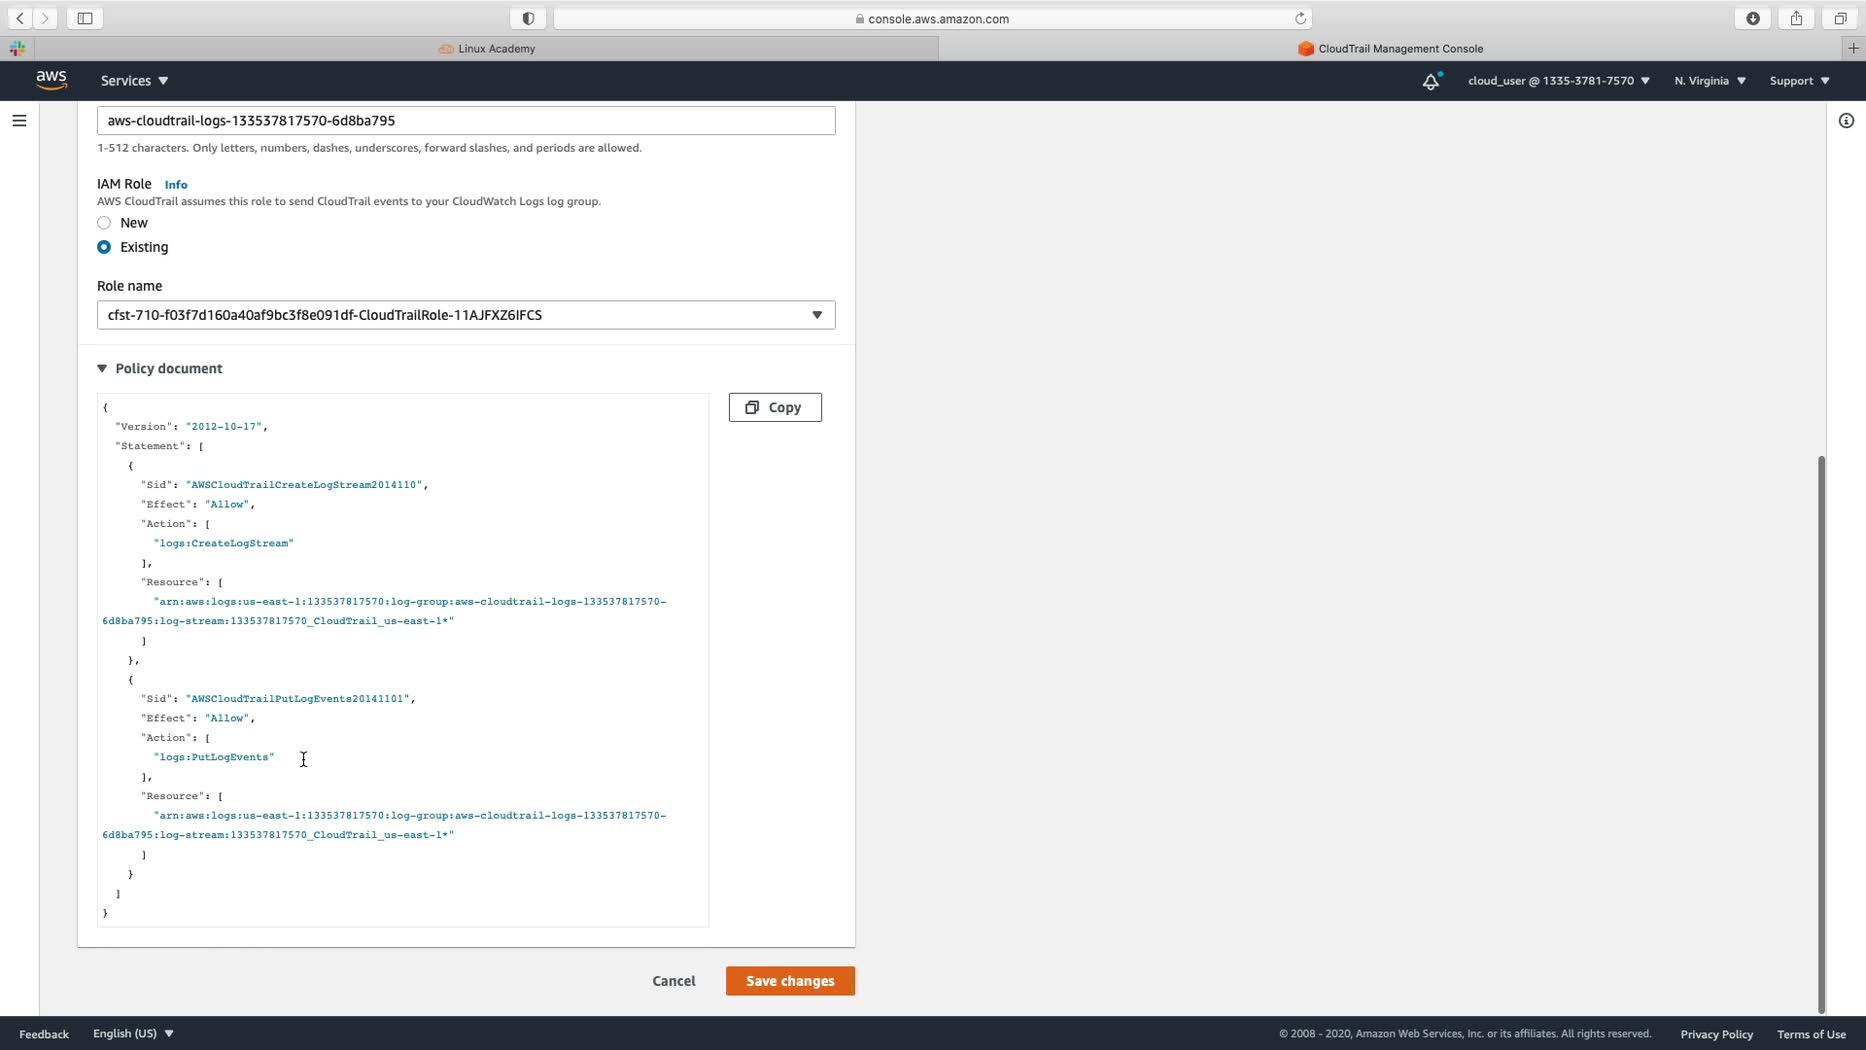 console.aws.amazon.com
Linux Academy
CloudTrail Management Console
aws
Services
cloud_user @ 1335-3781-7570
N. Virginia
Support
aws-cloudtrail-logs-133537817570-6d8ba795
1-512 characters. Only letters, numbers, dashes, underscores, forward slashes, and periods are allowed.
IAM Role Info
AWS CloudTrail assumes this role to send CloudTrail events to your CloudWatch Logs log group.
New
Existing
Role name
cfst-710-f03f7d160a40af9bc3f8e091df-CloudTrailRole-11AJFXZ6IFCS
Policy document
Copy
{
"Version": "2012-10-17",
"Statement": [
{
"Sid": "AWSCloudTrailCreateLogStream2014110",
"Effect": "Allow",
"Action": [
"logs:CreateLogStream"
],
"Resource": [
"arn:aws:logs:us-east-1:133537817570:log-group:aws-cloudtrail-logs-133537817570-
6d8ba795:log-stream:133537817570_CloudTrail_us-east-1*"
]
},
{
"Sid": "AWSCloudTrailPutLogEvents20141101",
"Effect": "Allow",
"Action": [
"logs:PutLogEvents"
],
"Resource": [
"arn:aws:logs:us-east-1:133537817570:log-group:aws-cloudtrail-logs-133537817570-
6d8ba795:log-stream:133537817570_CloudTrail_us-east-1*"
]
}
]
}
Cancel
Save changes
Feedback
English (US)
© 2008 - 2020, Amazon Web Services, Inc. or its affiliates. All rights reserved.
Privacy Policy
Terms of Use